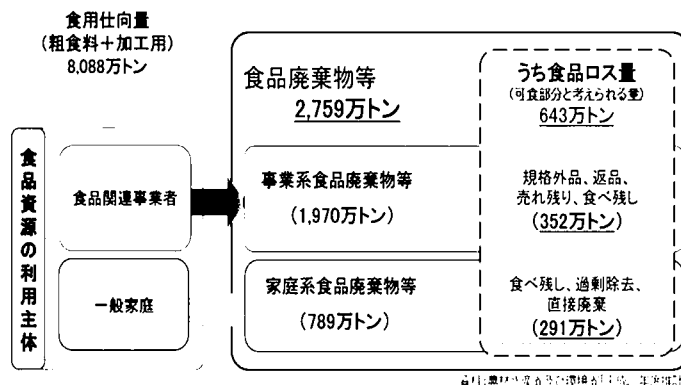 食用仕向量
(粗食料+加工用)
8,088万トン
食品廃棄物等
2,759万トン
うち食品ロス量
(可食部分と考えられる量)
643万トン
食品資源の利用主体
食品関連事業者
事業系食品廃棄物等
(1,970万トン)
規格外品、返品、
売れ残り、食べ残し
(352万トン)
一般家庭
家庭系食品廃棄物等
(789万トン)
食べ残し、過剰除去、
直接廃棄
(291万トン)